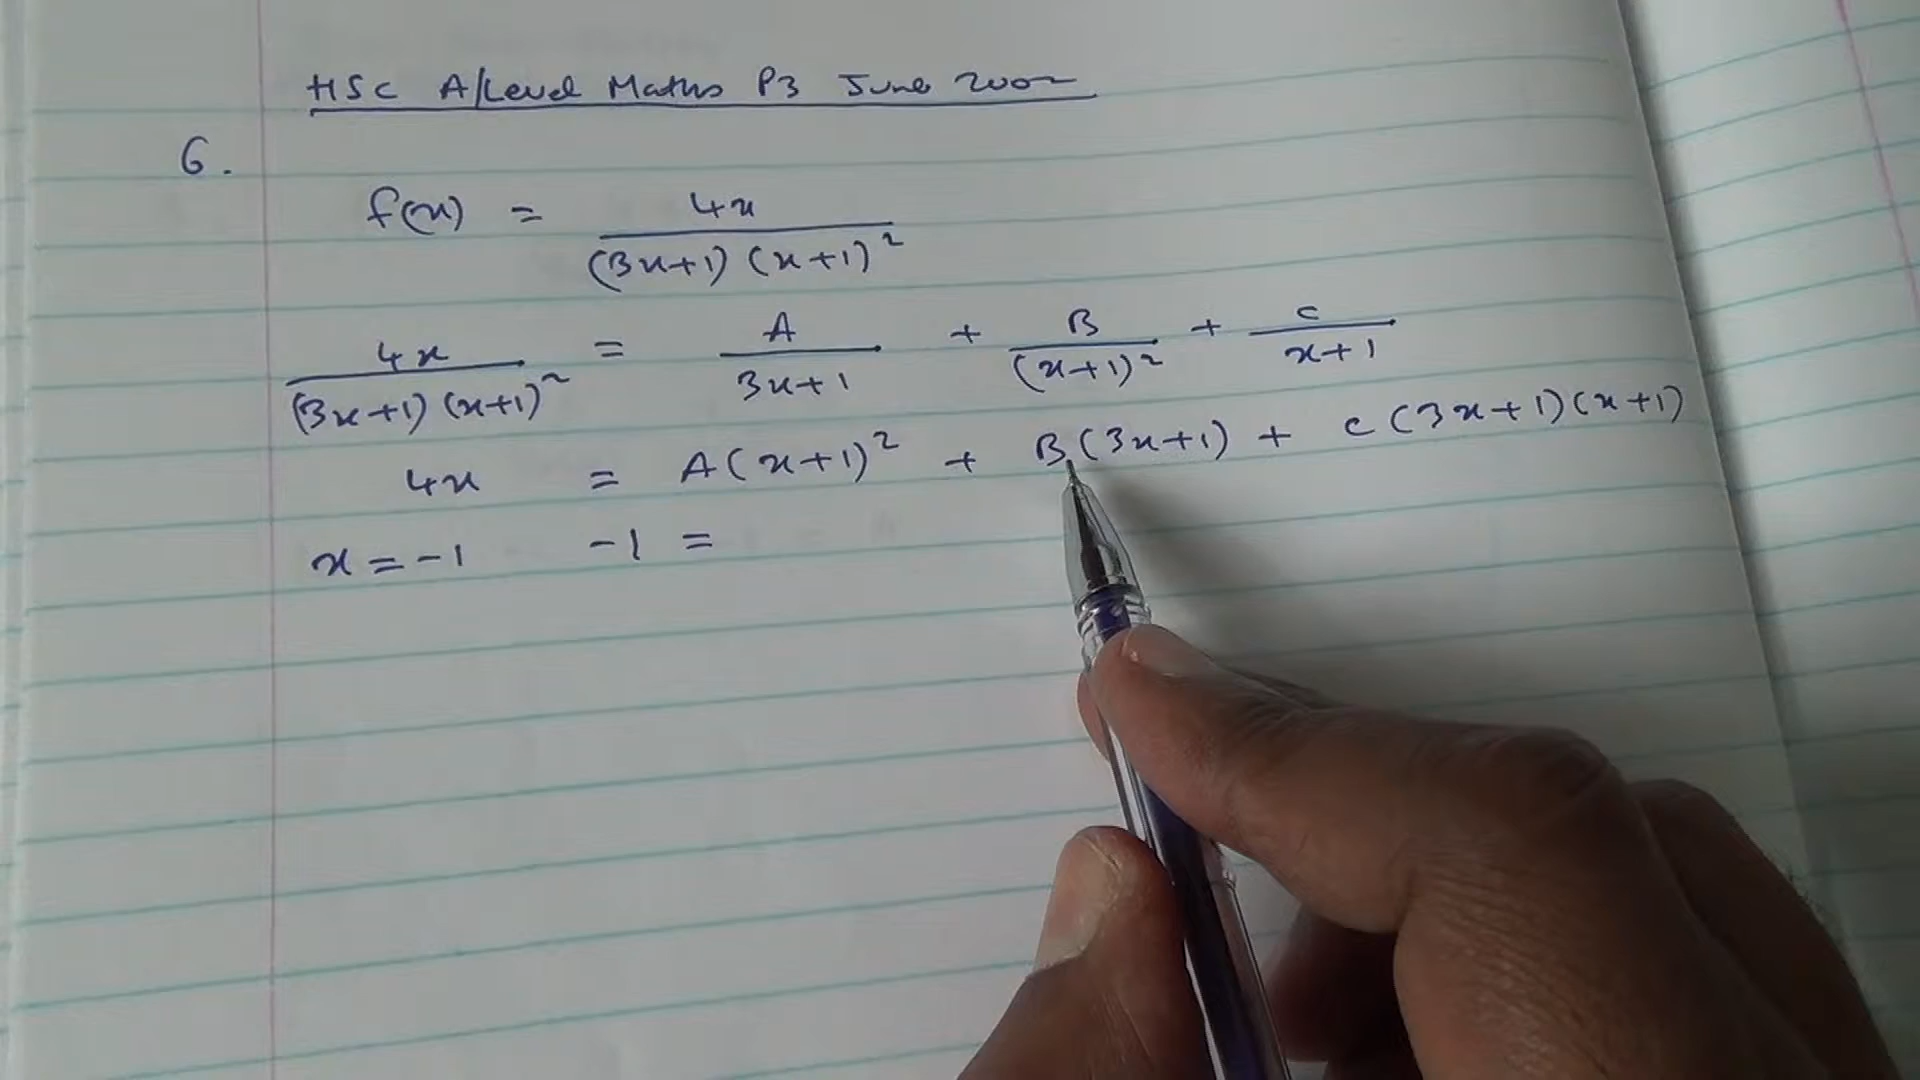 HSC A/Level Maths P3 June 2002
6.
f(x) = 4x / (3x+1)(x+1)²
4x / (3x+1)(x+1)² = A / 3x+1 + B / (x+1)² + C / x+1
4x = A(x+1)² + B(3x+1) + C(3x+1)(x+1)
x = -1 -1 =